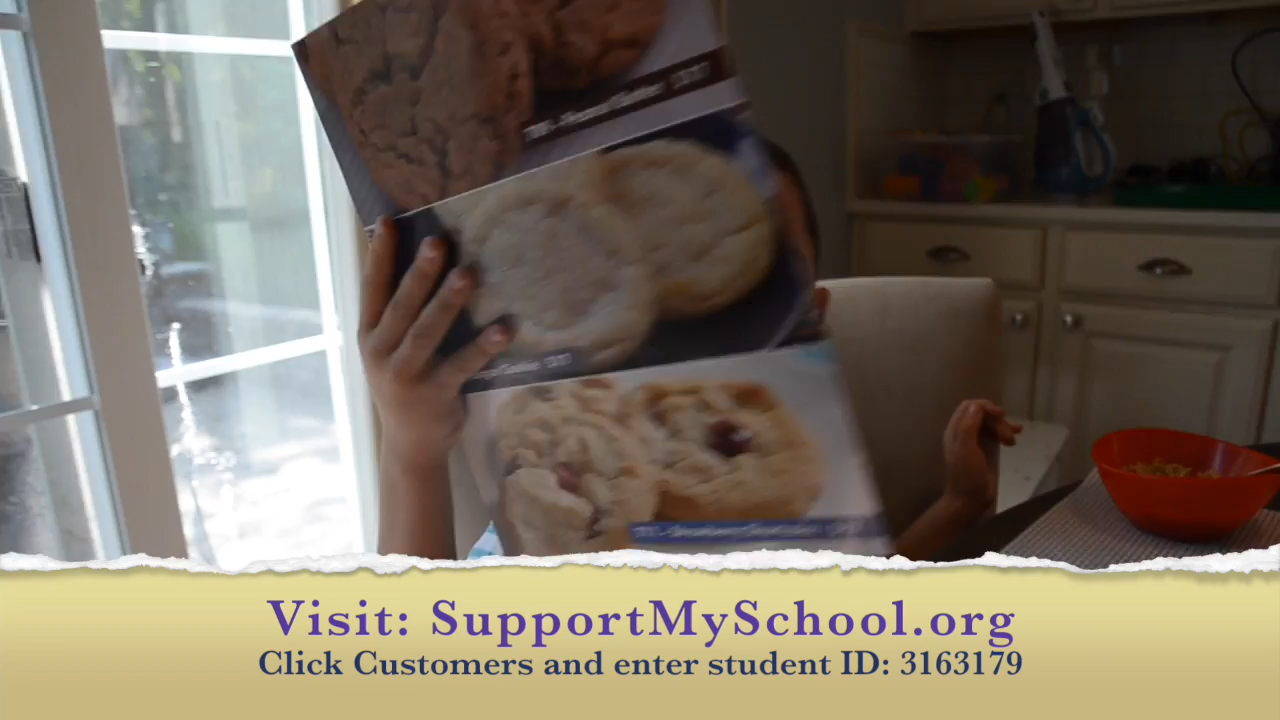 Visit: SupportMySchool.org
Click Customers and enter student ID: 3163179